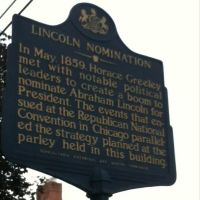 LINCOLN NOMINATION
In May, 1859, Horace Greeley
met with notable political
leaders to create a boom to
nominate Abraham Lincoln for
President. The events that en-
sued at the Republican National
Convention in Chicago parallel-
ed the strategy planned at the
parley held in this building.